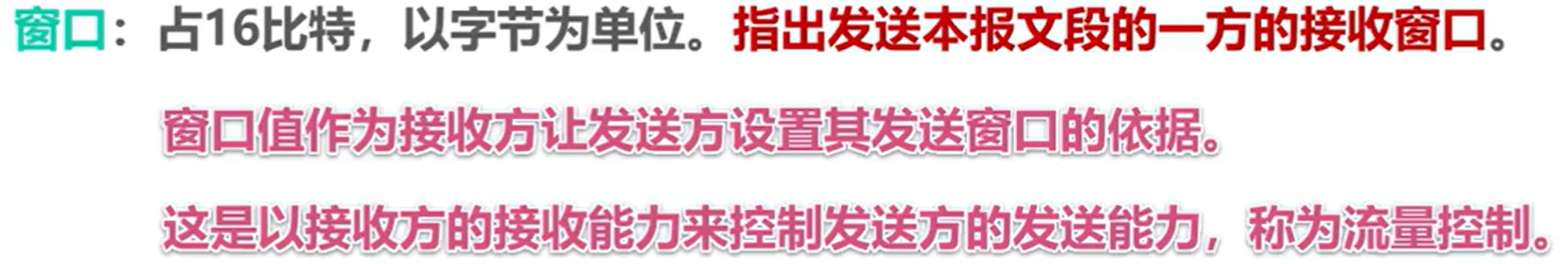 窗口：占16比特，以字节为单位。指出发送本报文段的一方的接收窗口。
窗口值作为接收方让发送方设置其发送窗口的依据。
这是以接收方的接收能力来控制发送方的发送能力，称为流量控制。